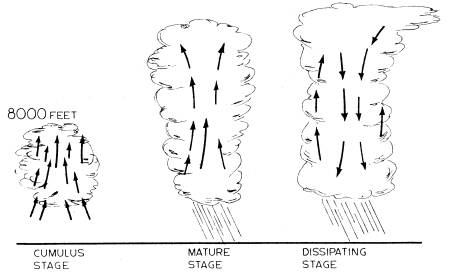 8000 FEET
CUMULUS
STAGE
MATURE
STAGE
DISSIPATING
STAGE